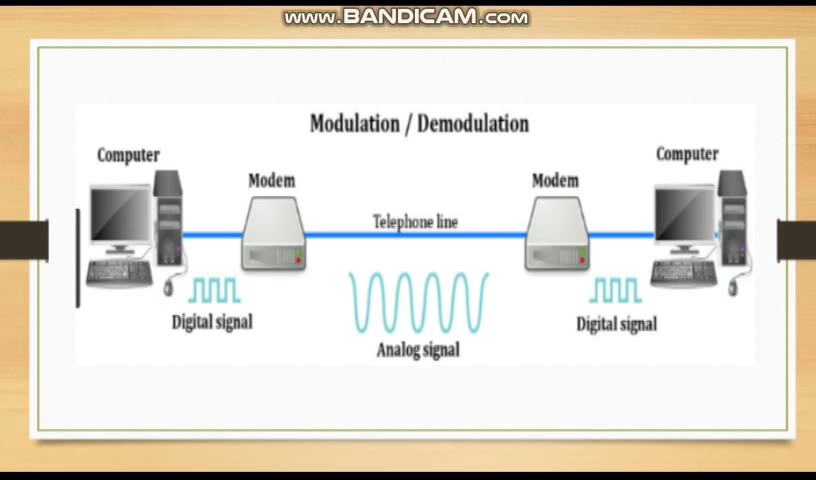 WWW.BANDICAM.COM
Modulation / Demodulation
Computer
Computer
Modem
Modem
Telephone line
Digital signal
Digital signal
Analog signal